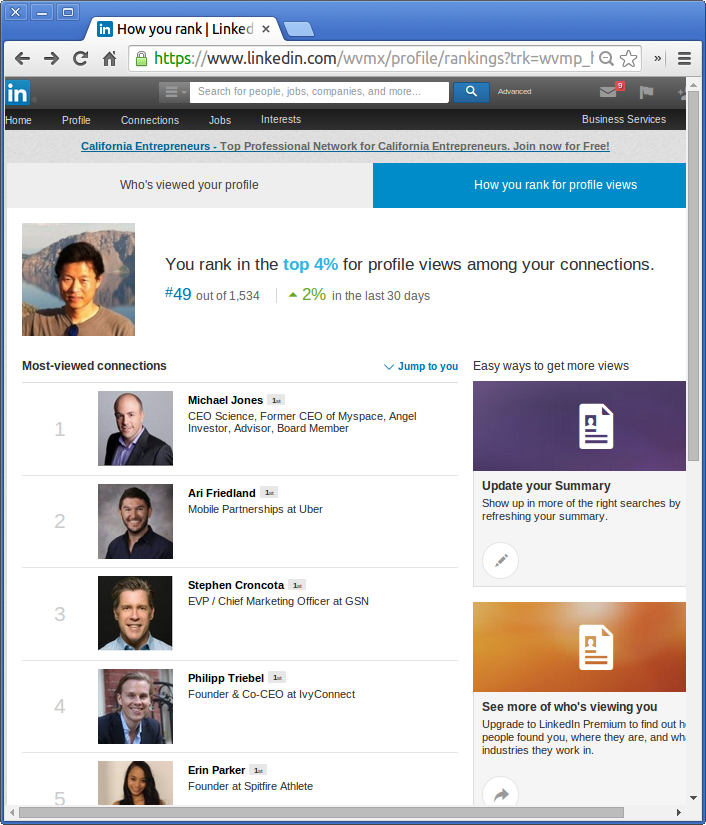 How you rank | Linked
https://www.linkedin.com/wvmx/profile/rankings?trk=wvmp_h
»
in
Search for people, jobs, companies, and more...
Advanced
9
Home Profile Connections Jobs Interests Business Services
California Entrepreneurs - Top Professional Network for California Entrepreneurs. Join now for Free!
Who's viewed your profile
How you rank for profile views
You rank in the top 4% for profile views among your connections.
#49 out of 1,534 2% in the last 30 days
Most-viewed connections
Jump to you
1
Michael Jones 1st
CEO Science, Former CEO of Myspace, Angel
Investor, Advisor, Board Member
2
Ari Friedland 1st
Mobile Partnerships at Uber
3
Stephen Croncota 1st
EVP / Chief Marketing Officer at GSN
4
Philipp Triebel 1st
Founder & Co-CEO at IvyConnect
5
Erin Parker 1st
Founder at Spitfire Athlete
Easy ways to get more views
Update your Summary
Show up in more of the right searches by
refreshing your summary.
See more of who's viewing you
Upgrade to LinkedIn Premium to find out h
people found you, where they are, and wh
industries they work in.